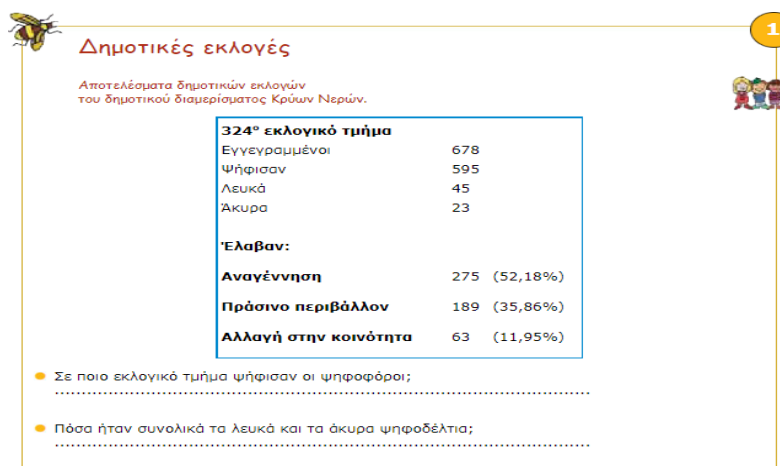 1
Δημοτικές εκλογές
Αποτελέσματα δημοτικών εκλογών
του δημοτικού διαμερίσματος Κρύων Νερών.
324° εκλογικό τμήμα
Εγγεγραμμένοι 678
Ψήφισαν 595
Λευκά 45
Άκυρα 23
Έλαβαν:
Αναγέννηση 275 (52,18%)
Πράσινο περιβάλλον 189 (35,86%)
Αλλαγή στην κοινότητα 63 (11,95%)
Σε ποιο εκλογικό τμήμα ψήφισαν οι ψηφοφόροι;
Πόσα ήταν συνολικά τα λευκά και τα άκυρα ψηφοδέλτια;